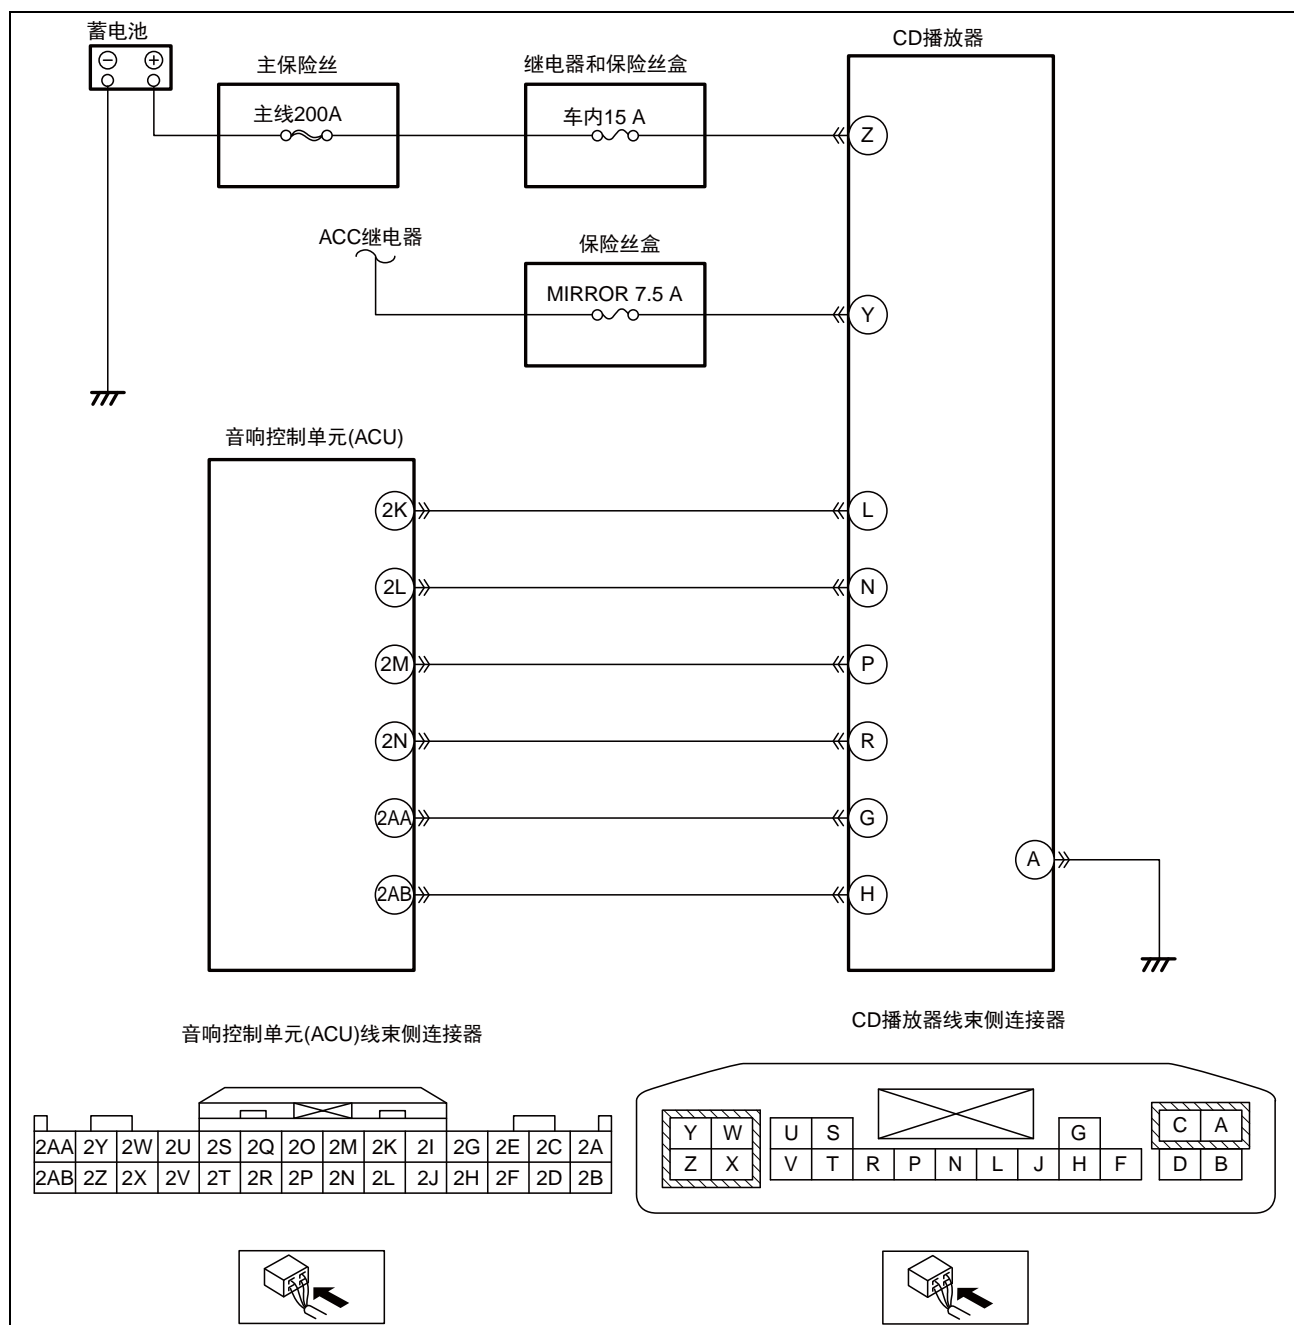 蓄电池
CD播放器
主保险丝
继电器和保险丝盒
主线200A
车内15 A
Z
ACC继电器
保险丝盒
MIRROR 7.5 A
Y
音响控制单元(ACU)
2K
L
2L
N
2M
P
2N
R
2AA
G
A
2AB
H
音响控制单元(ACU)线束侧连接器
CD播放器线束侧连接器
2AA 2Y 2W 2U 2S 2Q 2O 2M 2K 2I 2G 2E 2C 2A
2AB 2Z 2X 2V 2T 2R 2P 2N 2L 2J 2H 2F 2D 2B
Y W U S G C A
Z X V T R P N L J H F D B